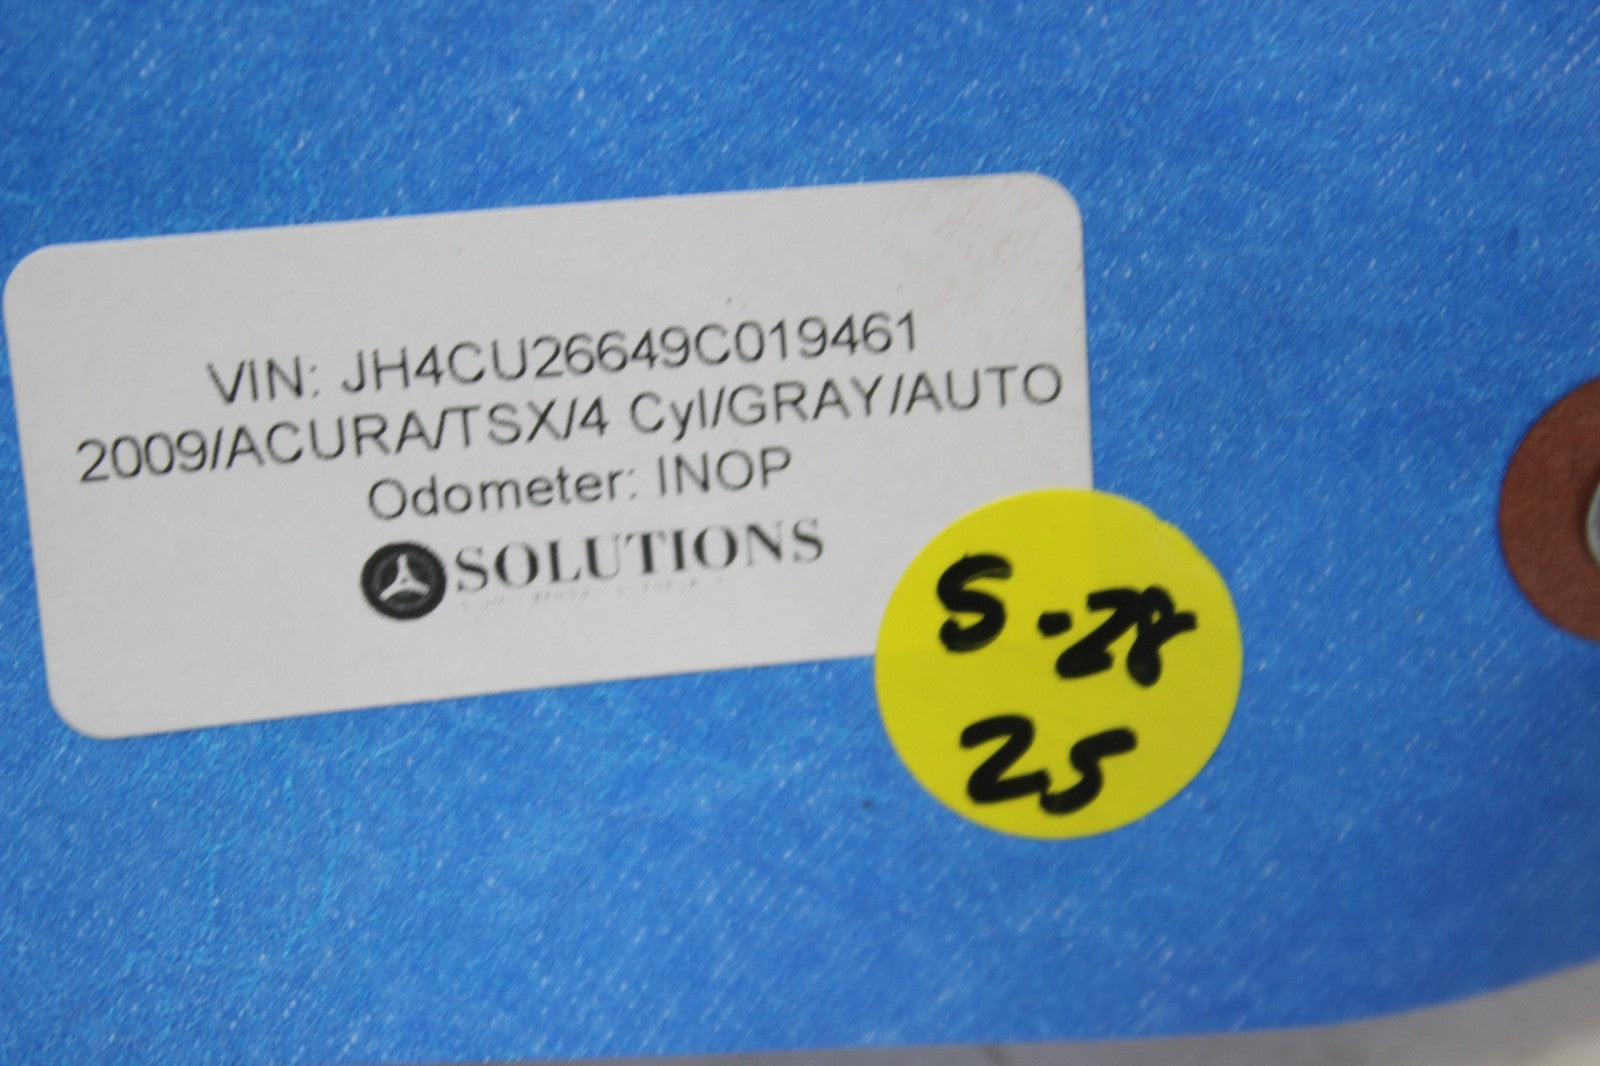 VIN: JH4CU26649C019461
2009/ACURA/TSX/4 Cyl/GRAY/AUTO
Odometer: INOP
SOLUTIONS
S-28
25